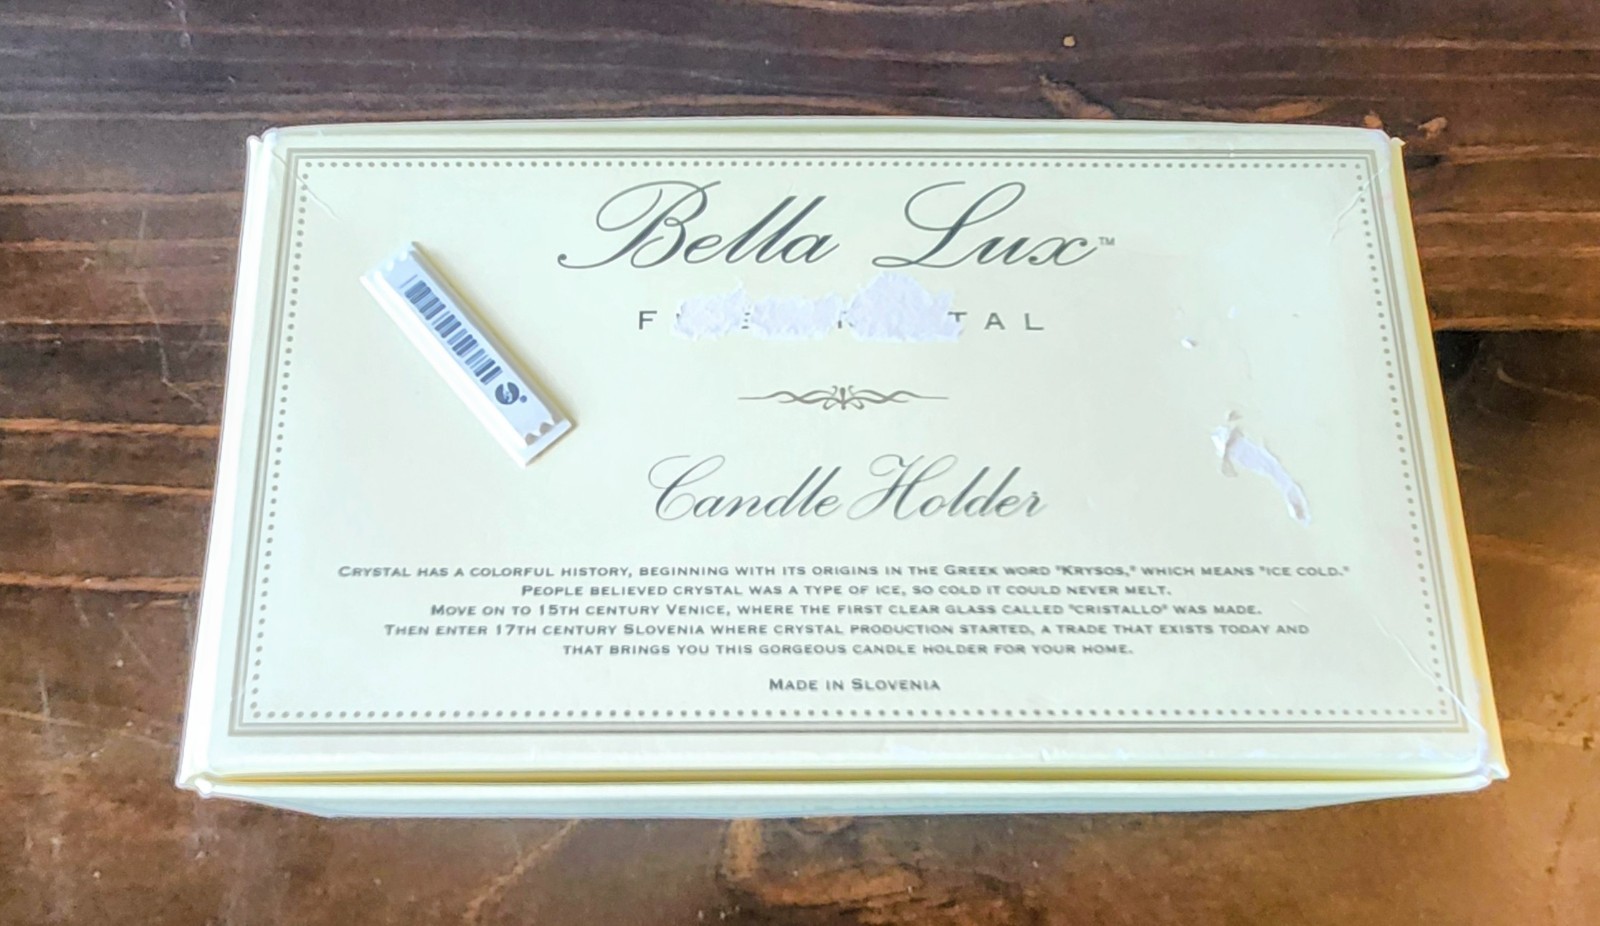 Bella Lux™
TAL
Candle Holder
CRYSTAL HAS A COLORFUL HISTORY, BEGINNING WITH ITS ORIGINS IN THE GREEK WORD "KRYSOS," WHICH MEANS "ICE COLD."
PEOPLE BELIEVED CRYSTAL WAS A TYPE OF ICE, SO COLD IT COULD NEVER MELT.
MOVE ON TO 15TH CENTURY VENICE, WHERE THE FIRST CLEAR GLASS CALLED "CRISTALLO" WAS MADE.
THEN ENTER 17TH CENTURY SLOVENIA WHERE CRYSTAL PRODUCTION STARTED, A TRADE THAT EXISTS TODAY AND
THAT BRINGS YOU THIS GORGEOUS CANDLE HOLDER FOR YOUR HOME.
MADE IN SLOVENIA